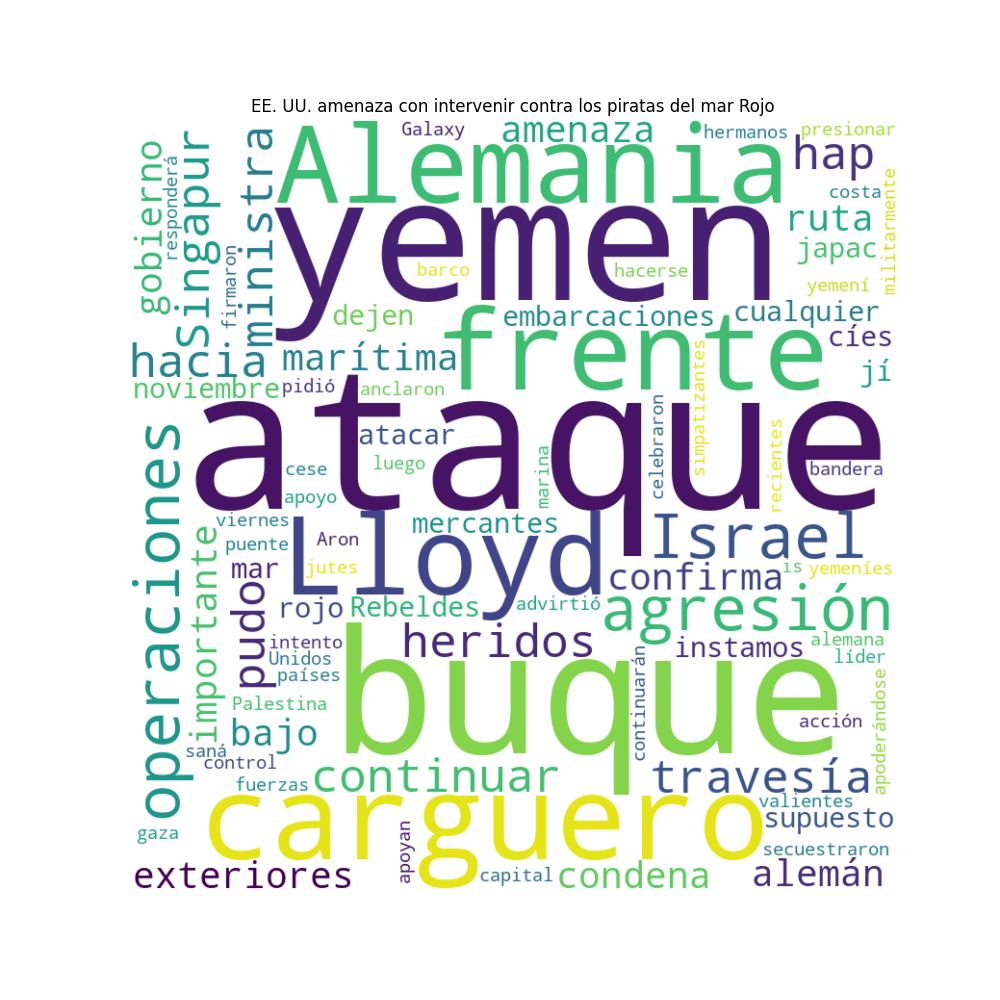 EE. UU. amenaza con intervenir contra los piratas del mar Rojo
Galaxy
amenaza
hermanos
presionar
Alemania
hap
gobierno
responderá
singapur
ministra
costa
militarmente
yemen
ruta
japac
firmaron
barco
hacerse
yemení
dejen
embarcaciones
cualquier
frente
cíes
hacia
marítima
jí
noviembre
pidió
anclaron
simpatizantes
ataque
celebraron
operaciones
atacar
recientes
cese
luego
marina
bandera
apoyo
viernes
mercantes
Lloyd
Israel
importante
puente
Aron
mar
jutes
confirma
is
yemeníes
pudo
rojo
Rebeldes
advirtió
agresión
intento
heridos
instamos
alemana
Unidos
líder
países
continuarán
buque
apoderándose
Palestina
acción
bajo
saná
control
continuar
travesía
fuerzas
carguero
valientes
supuesto
gaza
apoyan
secuestraron
exteriores
capital
condena
alemán